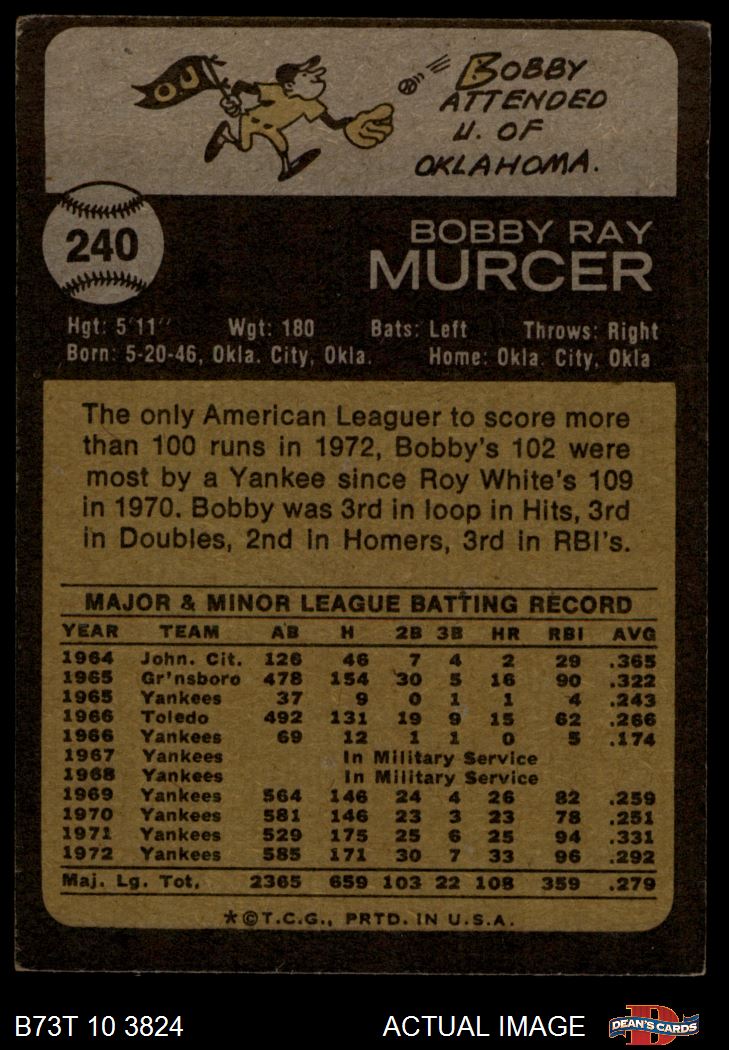 OU
BOBBY
ATTENDED
U. OF
OKLAHOMA.
240
BOBBY RAY
MURCER
Hgt: 5'11" Wgt: 180 Bats: Left Throws: Right
Born: 5-20-46, Okla. City, Okla. Home: Okla. City, Okla
The only American Leaguer to score more
than 100 runs in 1972, Bobby's 102 were
most by a Yankee since Roy White's 109
in 1970. Bobby was 3rd in loop in Hits, 3rd
in Doubles, 2nd in Homers, 3rd in RBI's.
MAJOR & MINOR LEAGUE BATTING RECORD
YEAR TEAM AB H 2B 3B HR RBI AVG
1964 John. Cit. 126 46 7 4 2 29 .365
1965 Gr'nsboro 478 154 30 5 16 90 .322
1965 Yankees 37 9 0 1 1 4 .243
1966 Toledo 492 131 19 9 15 62 .266
1966 Yankees 69 12 1 1 0 5 .174
1967 Yankees In Military Service
1968 Yankees In Military Service
1969 Yankees 564 146 24 4 26 82 .259
1970 Yankees 581 146 23 3 23 78 .251
1971 Yankees 529 175 25 6 25 94 .331
1972 Yankees 585 171 30 7 33 96 .292
Maj. Lg. Tot. 2365 659 103 22 108 359 .279
*©T.C.G., PRTD. IN U.S.A.
B73T 10 3824 ACTUAL IMAGE DEAN'S CARDS